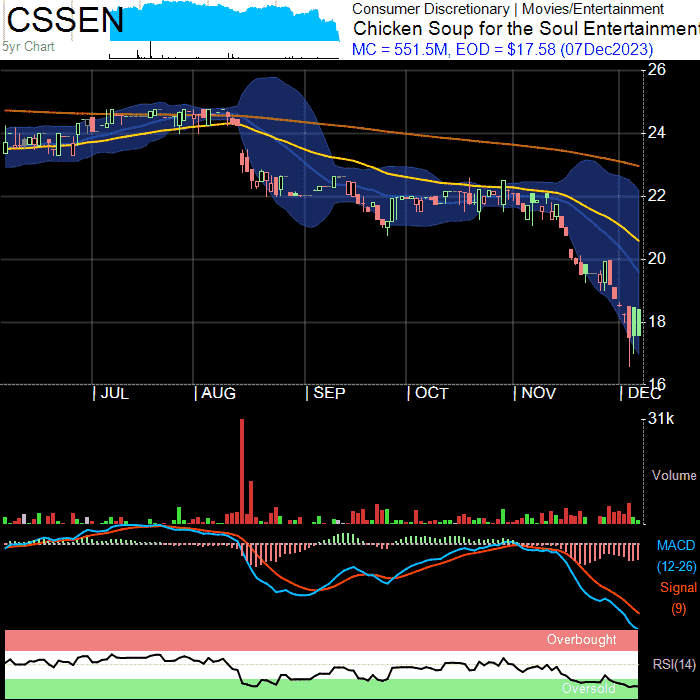 CSSEN
5yr Chart
Consumer Discretionary | Movies/Entertainment
Chicken Soup for the Soul Entertainment
MC = 551.5M, EOD = $17.58 (07Dec2023)
26
24
22
20
18
16
| JUL | AUG | SEP | OCT | NOV | DEC
31k
Volume
MACD
(12-26)
Signal
(9)
Overbought
RSI(14)
Oversold